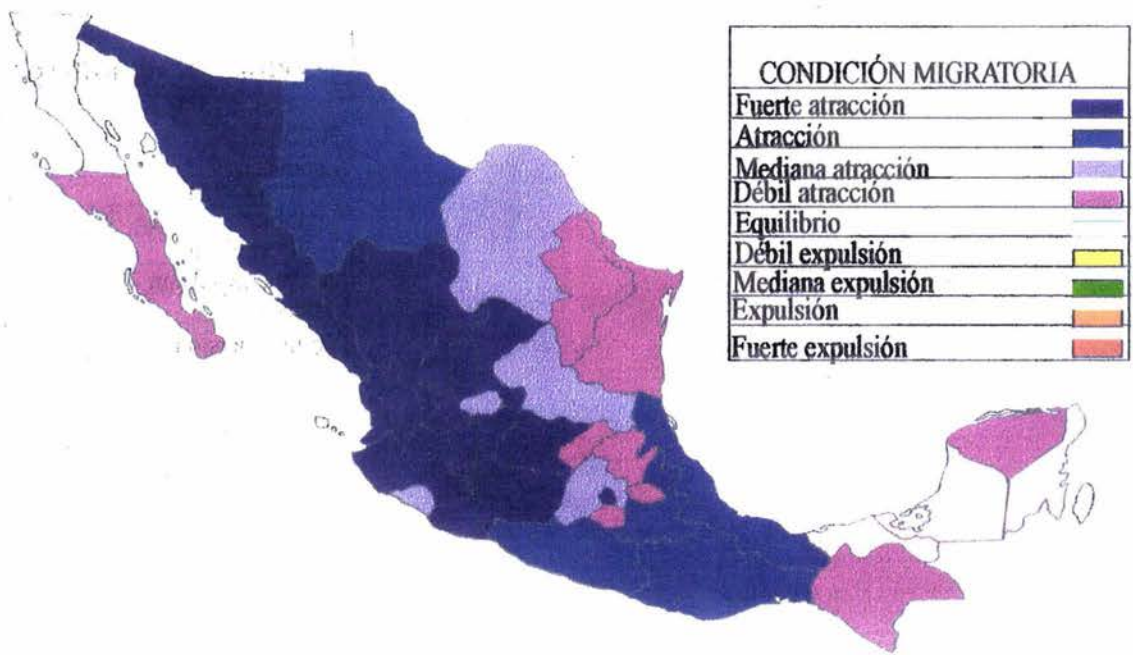 CONDICIÓN MIGRATORIA
Fuerte atracción
Atracción
Mediana atracción
Débil atracción
Equilibrio
Débil expulsión
Mediana expulsión
Expulsión
Fuerte expulsión